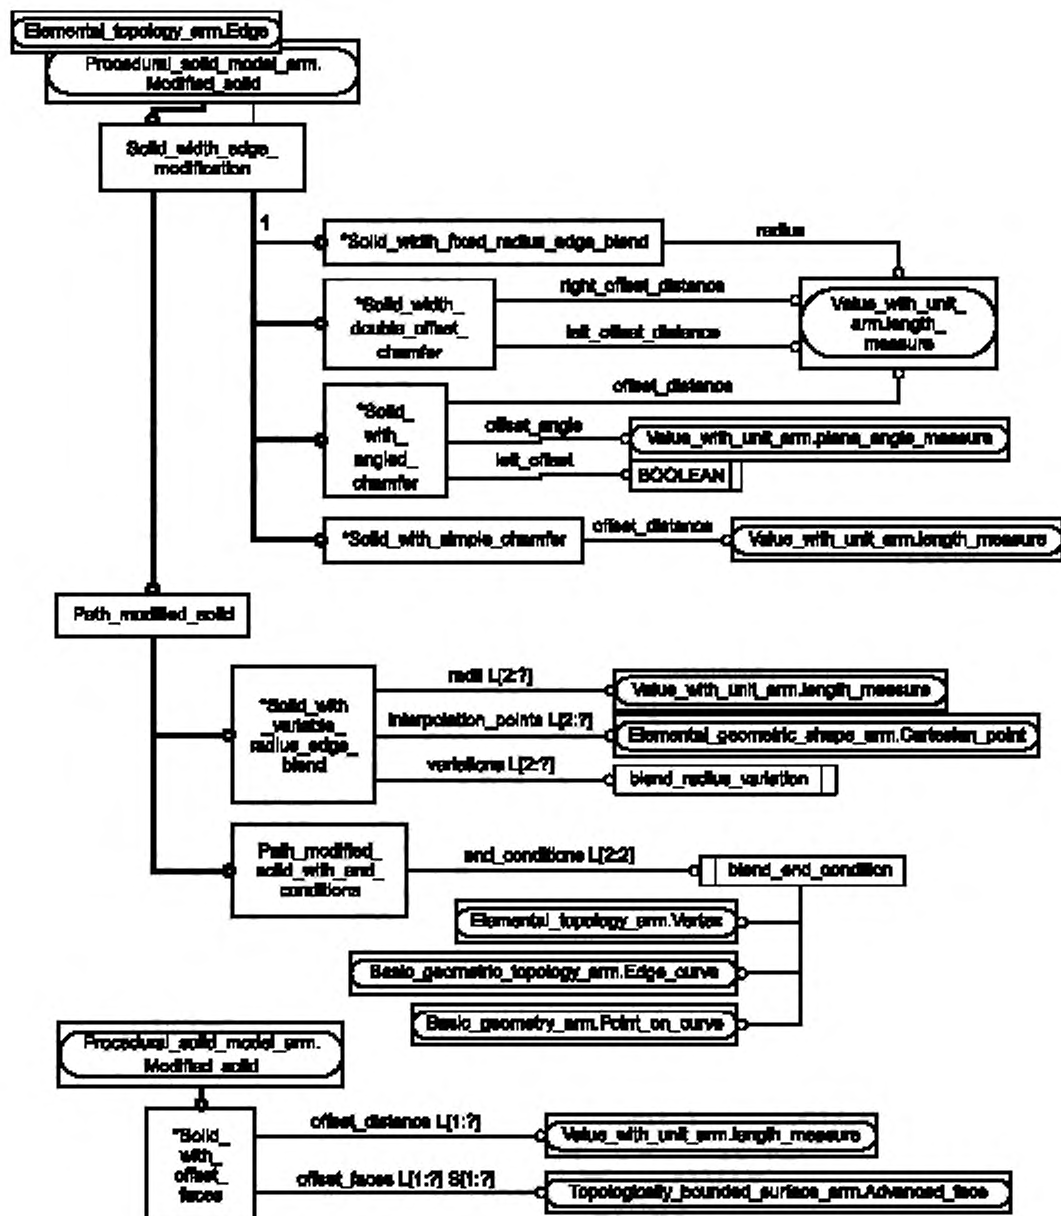 Elemental_topology_arm.Edge
Procedural_solid_model_arm.
Modified_solid
Solid_width_edge_
modification
1
*Solid_width_fixed_radius_edge_blend
radius
*Solid_width_
double_offset_
chamfer
right_offset_distance
left_offset_distance
Value_with_unit_
arm.length_
measure
offset_distance
*Solid_
with_
angled_
chamfer
offset_angle
Value_with_unit_arm.plane_angle_measure
left_offset
BOOLEAN
*Solid_with_simple_chamfer
offset_distance
Value_with_unit_arm.length_measure
Path_modified_solid
*Solid_with
_variable_
radius_edge_
blend
radii L[2:?]
Value_with_unit_arm.length_measure
interpolation_points L[2:?]
Elemental_geometric_shape_arm.Cartesian_point
variations L[2:?]
blend_radius_variation
Path_modified_
solid_with_end_
conditions
end_conditions L[2:2]
blend_end_condition
Elemental_topology_arm.Vertex
Basic_geometric_topology_arm.Edge_curve
Basic_geometry_arm.Point_on_curve
Procedural_solid_model_arm.
Modified_solid
*Solid_
with_
offset_
faces
offset_distance L[1:?]
Value_with_unit_arm.length_measure
offset_faces L[1:?] S[1:?]
Topologically_bounded_surface_arm.Advanced_face